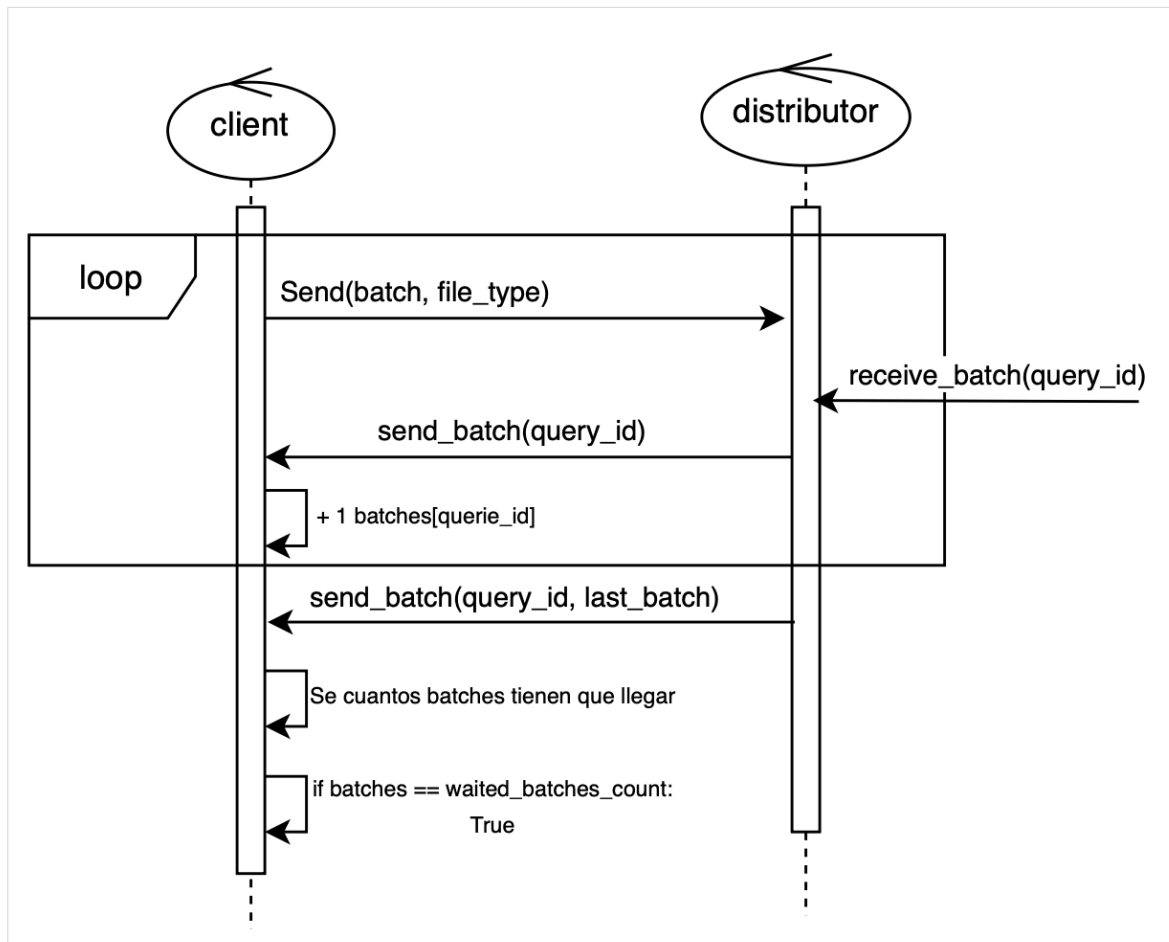 client
distributor
loop
Send(batch, file_type)
receive_batch(query_id)
send_batch(query_id)
+ 1 batches[querie_id]
send_batch(query_id, last_batch)
Se cuantos batches tienen que llegar
if batches == waited_batches_count:
True